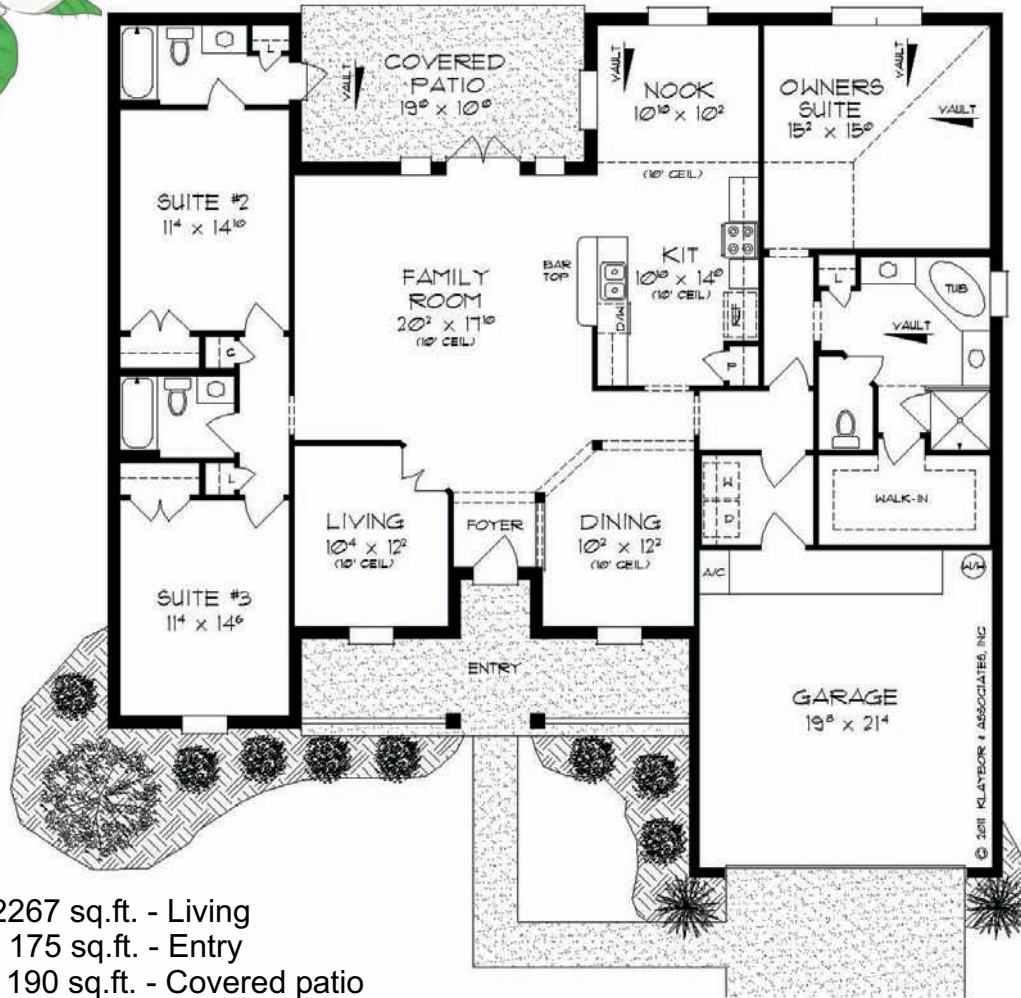 L
COVERED
PATIO
19⁰ x 10⁰
VAULT
VAULT
NOOK
10¹⁰ x 10²
(10' CEIL)
OWNERS
SUITE
15² x 15⁰
VAULT
VAULT
SUITE #2
11⁴ x 14¹⁰
FAMILY
ROOM
20² x 17¹⁰
(10' CEIL)
BAR
TOP
D/W
KIT
10¹⁰ x 14⁰
(10' CEIL)
REF
P
L
TUB
VAULT
C
L
LIVING
10⁴ x 12²
(10' CEIL)
FOYER
DINING
10² x 12²
(10' CEIL)
W
D
WALK-IN
A/C
W/H
SUITE #3
11⁴ x 14⁶
ENTRY
GARAGE
19⁸ x 21⁴
© 2011 KLAYBOR & ASSOCIATES, INC
2267 sq.ft. - Living
175 sq.ft. - Entry
190 sq.ft. - Covered patio